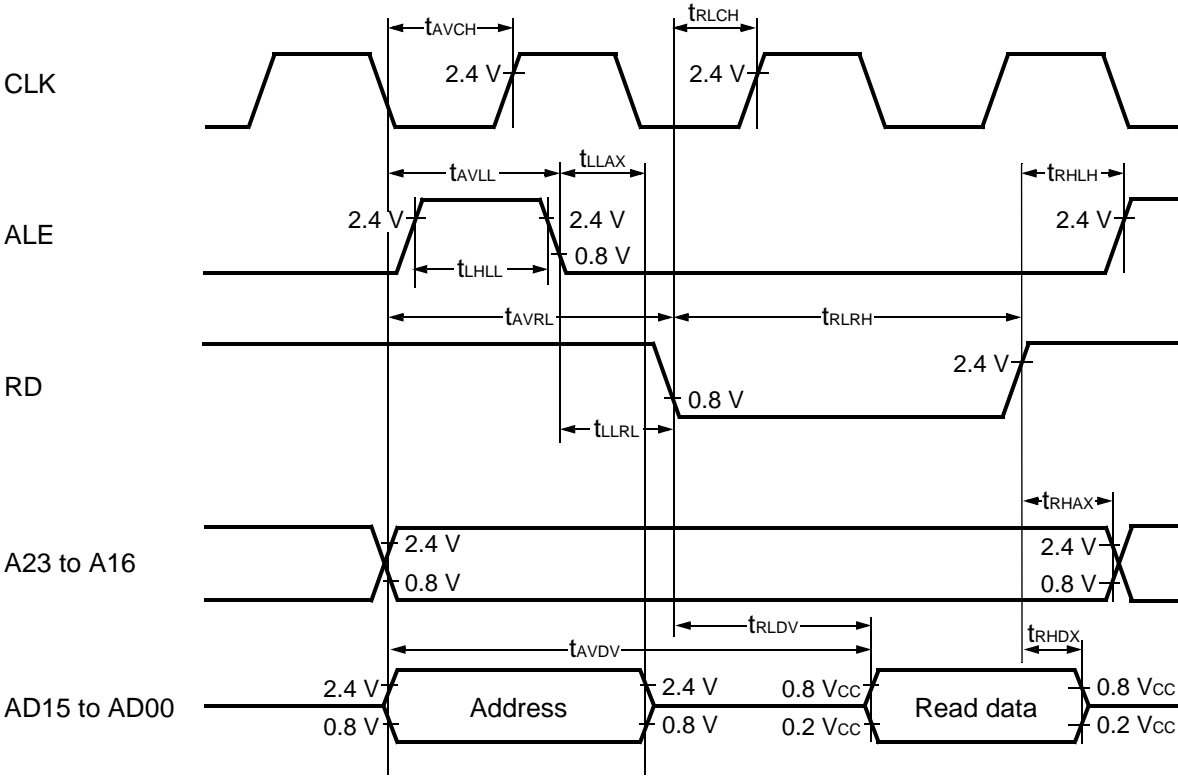 tAVCH
tRLCH
CLK
2.4 V
2.4 V
tAVLL
tLLAX
tRHLH
ALE
2.4 V
2.4 V
2.4 V
0.8 V
tLHLL
tAVRL
tRLRH
RD
2.4 V
0.8 V
tLLRL
tRHAX
A23 to A16
2.4 V
2.4 V
0.8 V
0.8 V
tRLDV
tRHDX
tAVDV
AD15 to AD00
2.4 V
Address
2.4 V
0.8 VCC
Read data
0.8 VCC
0.8 V
0.8 V
0.2 VCC
0.2 VCC